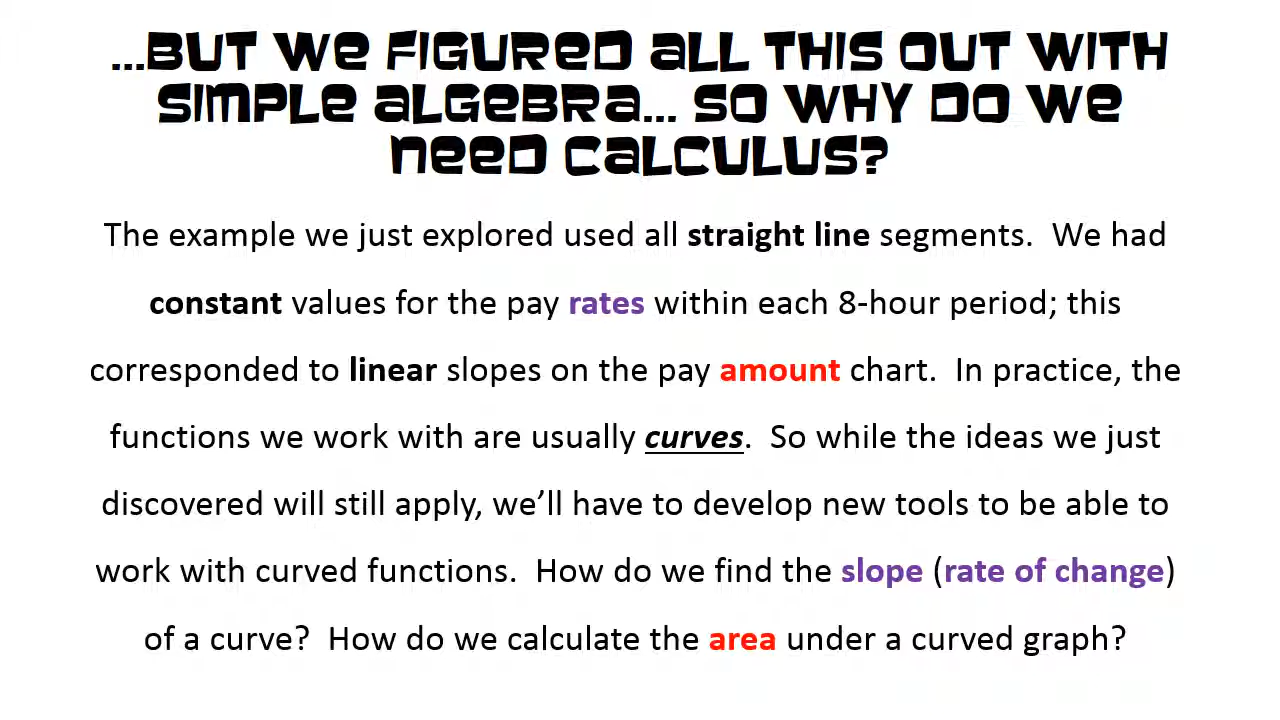 ...BUT WE FIGURED ALL THIS OUT WITH
SIMPLE ALGEBRA... SO WHY DO WE
NEED CALCULUS?
The example we just explored used all straight line segments.  We had
constant values for the pay rates within each 8-hour period; this
corresponded to linear slopes on the pay amount chart.  In practice, the
functions we work with are usually curves.  So while the ideas we just
discovered will still apply, we’ll have to develop new tools to be able to
work with curved functions.  How do we find the slope (rate of change)
of a curve?  How do we calculate the area under a curved graph?